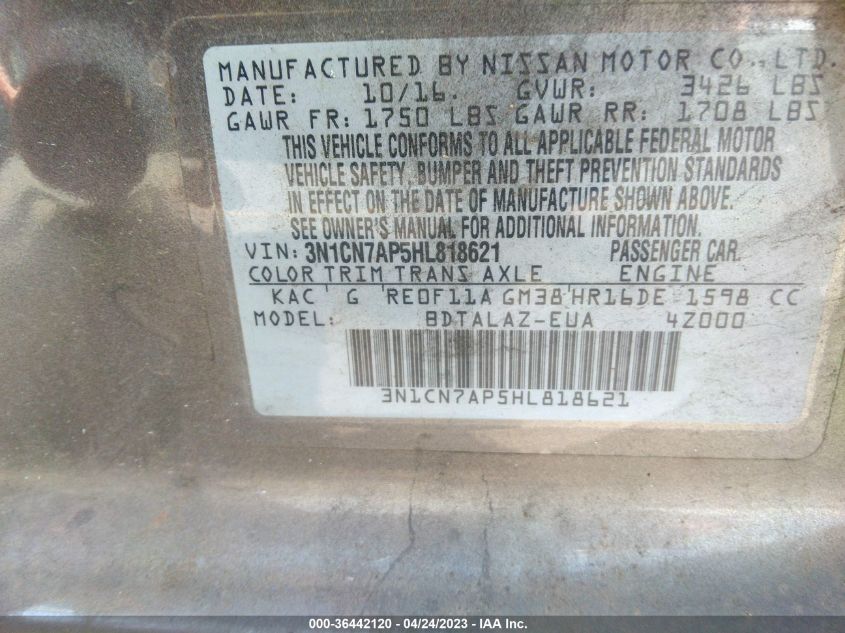 MANUFACTURED BY NISSAN MOTOR CO., LTD.
DATE: 10/16. GVWR: 3426 LBS
GAWR FR: 1750 LBS GAWR RR: 1708 LBS
THIS VEHICLE CONFORMS TO ALL APPLICABLE FEDERAL MOTOR
VEHICLE SAFETY, BUMPER AND THEFT PREVENTION STANDARDS
IN EFFECT ON THE DATE OF MANUFACTURE SHOWN ABOVE.
SEE OWNER'S MANUAL FOR ADDITIONAL INFORMATION.
VIN: 3N1CN7AP5HL818621 PASSENGER CAR.
COLOR TRIM TRANS AXLE ENGINE
KAC G RE0F11A GM38 HR16DE 1598 CC
MODEL: BDTALAZ-EUA 4Z000
3N1CN7AP5HL818621
000-36442120 - 04/24/2023 - IAA Inc.